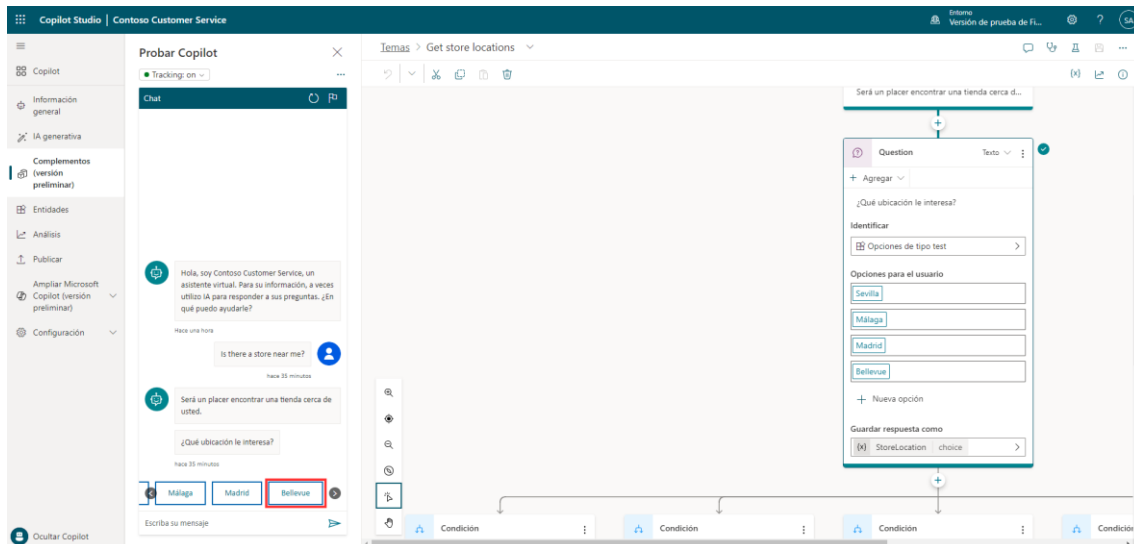 Copilot Studio | Contoso Customer Service
Entorno
Versión de prueba de Fi...
?
SA
Copilot
Información
general
IA generativa
Complementos
(versión
preliminar)
Entidades
Análisis
Publicar
Ampliar Microsoft
Copilot (versión
preliminar)
Configuración
Ocultar Copilot
Probar Copilot
Tracking: on
...
Chat
Hola, soy Contoso Customer Service, un
asistente virtual. Para su información, a veces
utilizo IA para responder a sus preguntas. ¿En
qué puedo ayudarle?
Hace una hora
Is there a store near me?
hace 35 minutos
Será un placer encontrar una tienda cerca de
usted.
¿Qué ubicación le interesa?
hace 35 minutos
Málaga
Madrid
Bellevue
Escriba su mensaje
Temas > Get store locations
...
{x}
Será un placer encontrar una tienda cerca d...
Question
Texto
+ Agregar
¿Qué ubicación le interesa?
Identificar
Opciones de tipo test
Opciones para el usuario
Sevilla
Málaga
Madrid
Bellevue
+ Nueva opción
Guardar respuesta como
{x} StoreLocation choice
Condición
Condición
Condición
Condición